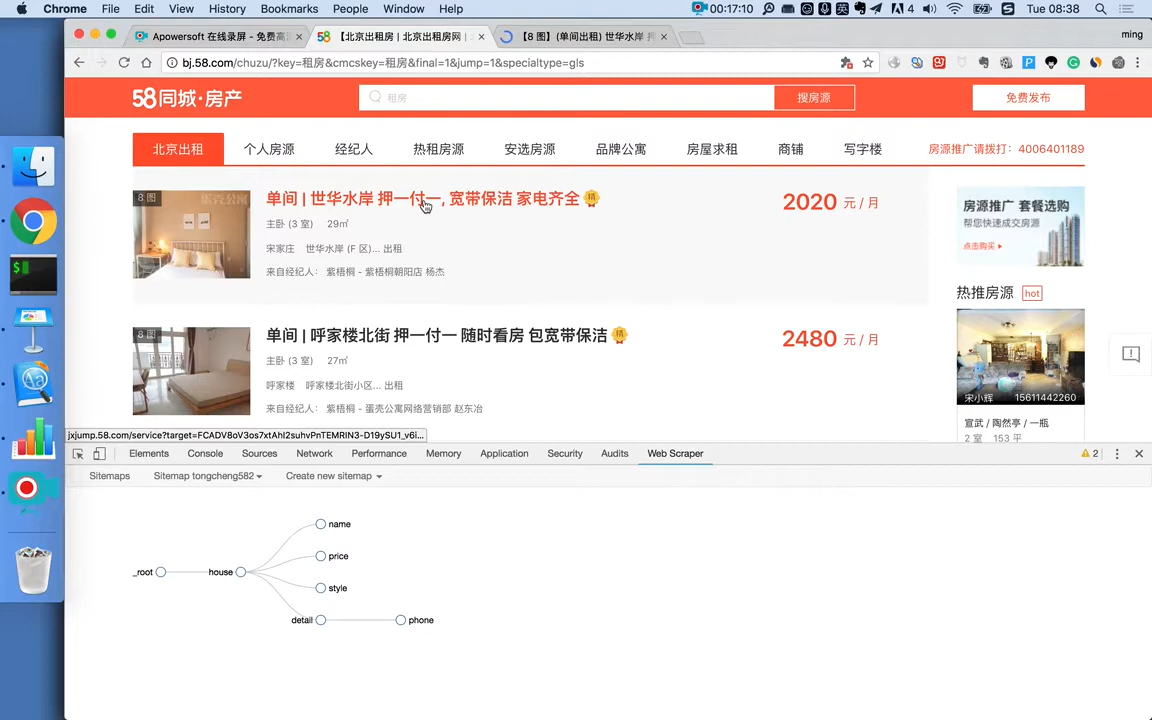 Chrome File Edit View History Bookmarks People Window Help 00:17:10 4 Tue 08:38
Apowersoft 在线录屏 - 免费高 【北京出租房 | 北京出租房网 | 【8 图】(单间出租) 世华水岸 ming
bj.58.com/chuzu/?key=租房&cmcskey=租房&final=1&jump=1&specialtype=gls
58同城·房产 租房 搜房源 免费发布
北京出租 个人房源 经纪人 热租房源 安选房源 品牌公寓 房屋求租 商铺 写字楼 房源推广请拨打：4006401189
8 图
单间 | 世华水岸 押一付一, 宽带保洁 家电齐全 精
2020 元 / 月
主卧 (3 室) 29㎡
宋家庄 世华水岸 (F 区)... 出租
来自经纪人： 紫梧桐 - 紫梧桐朝阳店 杨杰
房源推广 套餐选购
帮您快速成交房源
点击购买
热推房源 hot
8 图
单间 | 呼家楼北街 押一付一 随时看房 包宽带保洁 精
2480 元 / 月
主卧 (3 室) 27㎡
呼家楼 呼家楼北街小区... 出租
来自经纪人： 紫梧桐 - 蛋壳公寓网络营销部 赵东冶
宋小辉 15611442260
宣武 / 陶然亭 / 一瓶
2 室 153 平
jxjump.58.com/service?target=FCADV8oV3os7xtAhI2suhvPnTEMRIN3-D19ySU1_v6i...
Elements Console Sources Network Performance Memory Application Security Audits Web Scraper 2
Sitemaps Sitemap tongcheng582 Create new sitemap
name
price
_root house
style
detail phone